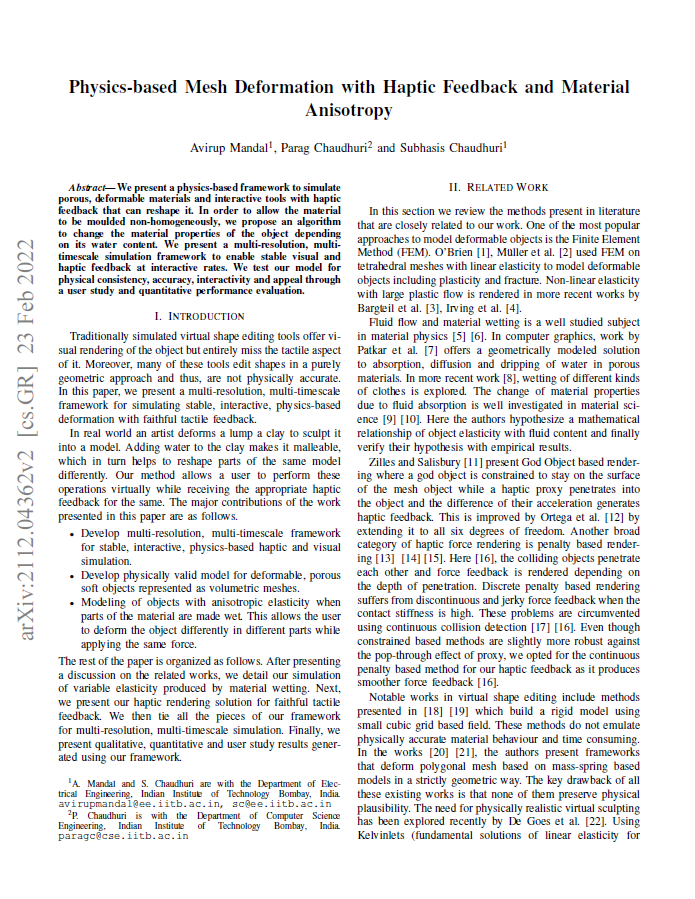 Physics-based Mesh Deformation with Haptic Feedback and Material
Anisotropy
Avirup Mandal1, Parag Chaudhuri2 and Subhasis Chaudhuri1
arXiv:2112.04362v2 [cs.GR] 23 Feb 2022
Abstract—We present a physics-based framework to simulate
porous, deformable materials and interactive tools with haptic
feedback that can reshape it. In order to allow the material
to be moulded non-homogeneously, we propose an algorithm
to change the material properties of the object depending
on its water content. We present a multi-resolution, multi-
timescale simulation framework to enable stable visual and
haptic feedback at interactive rates. We test our model for
physical consistency, accuracy, interactivity and appeal through
a user study and quantitative performance evaluation.
I. INTRODUCTION
Traditionally simulated virtual shape editing tools offer vi-
sual rendering of the object but entirely miss the tactile aspect
of it. Moreover, many of these tools edit shapes in a purely
geometric approach and thus, are not physically accurate.
In this paper, we present a multi-resolution, multi-timescale
framework for simulating stable, interactive, physics-based
deformation with faithful tactile feedback.
In real world an artist deforms a lump a clay to sculpt it
into a model. Adding water to the clay makes it malleable,
which in turn helps to reshape parts of the same model
differently. Our method allows a user to perform these
operations virtually while receiving the appropriate haptic
feedback for the same. The major contributions of the work
presented in this paper are as follows.
• Develop multi-resolution, multi-timescale framework
for stable, interactive, physics-based haptic and visual
simulation.
• Develop physically valid model for deformable, porous
soft objects represented as volumetric meshes.
• Modeling of objects with anisotropic elasticity when
parts of the material are made wet. This allows the user
to deform the object differently in different parts while
applying the same force.
The rest of the paper is organized as follows. After presenting
a discussion on the related works, we detail our simulation
of variable elasticity produced by material wetting. Next,
we present our haptic rendering solution for faithful tactile
feedback. We then tie all the pieces of our framework
for multi-resolution, multi-timescale simulation. Finally, we
present qualitative, quantitative and user study results gener-
ated using our framework.
1A. Mandal and S. Chaudhuri are with the Department of Elec-
trical Engineering, Indian Institute of Technology Bombay, India.
avirupmandal@ee.iitb.ac.in, sc@ee.iitb.ac.in
2P. Chaudhuri is with the Department of Computer Science
Engineering, Indian Institute of Technology Bombay, India.
paragc@cse.iitb.ac.in
II. RELATED WORK
In this section we review the methods present in literature
that are closely related to our work. One of the most popular
approaches to model deformable objects is the Finite Element
Method (FEM). O'Brien [1], Müller et al. [2] used FEM on
tetrahedral meshes with linear elasticity to model deformable
objects including plasticity and fracture. Non-linear elasticity
with large plastic flow is rendered in more recent works by
Bargteil et al. [3], Irving et al. [4].
Fluid flow and material wetting is a well studied subject
in material physics [5] [6]. In computer graphics, work by
Patkar et al. [7] offers a geometrically modeled solution
to absorption, diffusion and dripping of water in porous
materials. In more recent work [8], wetting of different kinds
of clothes is explored. The change of material properties
due to fluid absorption is well investigated in material sci-
ence [9] [10]. Here the authors hypothesize a mathematical
relationship of object elasticity with fluid content and finally
verify their hypothesis with empirical results.
Zilles and Salisbury [11] present God Object based render-
ing where a god object is constrained to stay on the surface
of the mesh object while a haptic proxy penetrates into
the object and the difference of their acceleration generates
haptic feedback. This is improved by Ortega et al. [12] by
extending it to all six degrees of freedom. Another broad
category of haptic force rendering is penalty based render-
ing [13] [14] [15]. Here [16], the colliding objects penetrate
each other and force feedback is rendered depending on
the depth of penetration. Discrete penalty based rendering
suffers from discontinuous and jerky force feedback when the
contact stiffness is high. These problems are circumvented
using continuous collision detection [17] [16]. Even though
constrained based methods are slightly more robust against
the pop-through effect of proxy, we opted for the continuous
penalty based method for our haptic feedback as it produces
smoother force feedback [16].
Notable works in virtual shape editing include methods
presented in [18] [19] which build a rigid model using
small cubic grid based field. These methods do not emulate
physically accurate material behaviour and time consuming.
In the works [20] [21], the authors present frameworks
that deform polygonal mesh based on mass-spring based
models in a strictly geometric way. The key drawback of all
these existing works is that none of them preserve physical
plausibility. The need for physically realistic virtual sculpting
has been explored recently by De Goes et al. [22]. Using
Kelvinlets (fundamental solutions of linear elasticity for